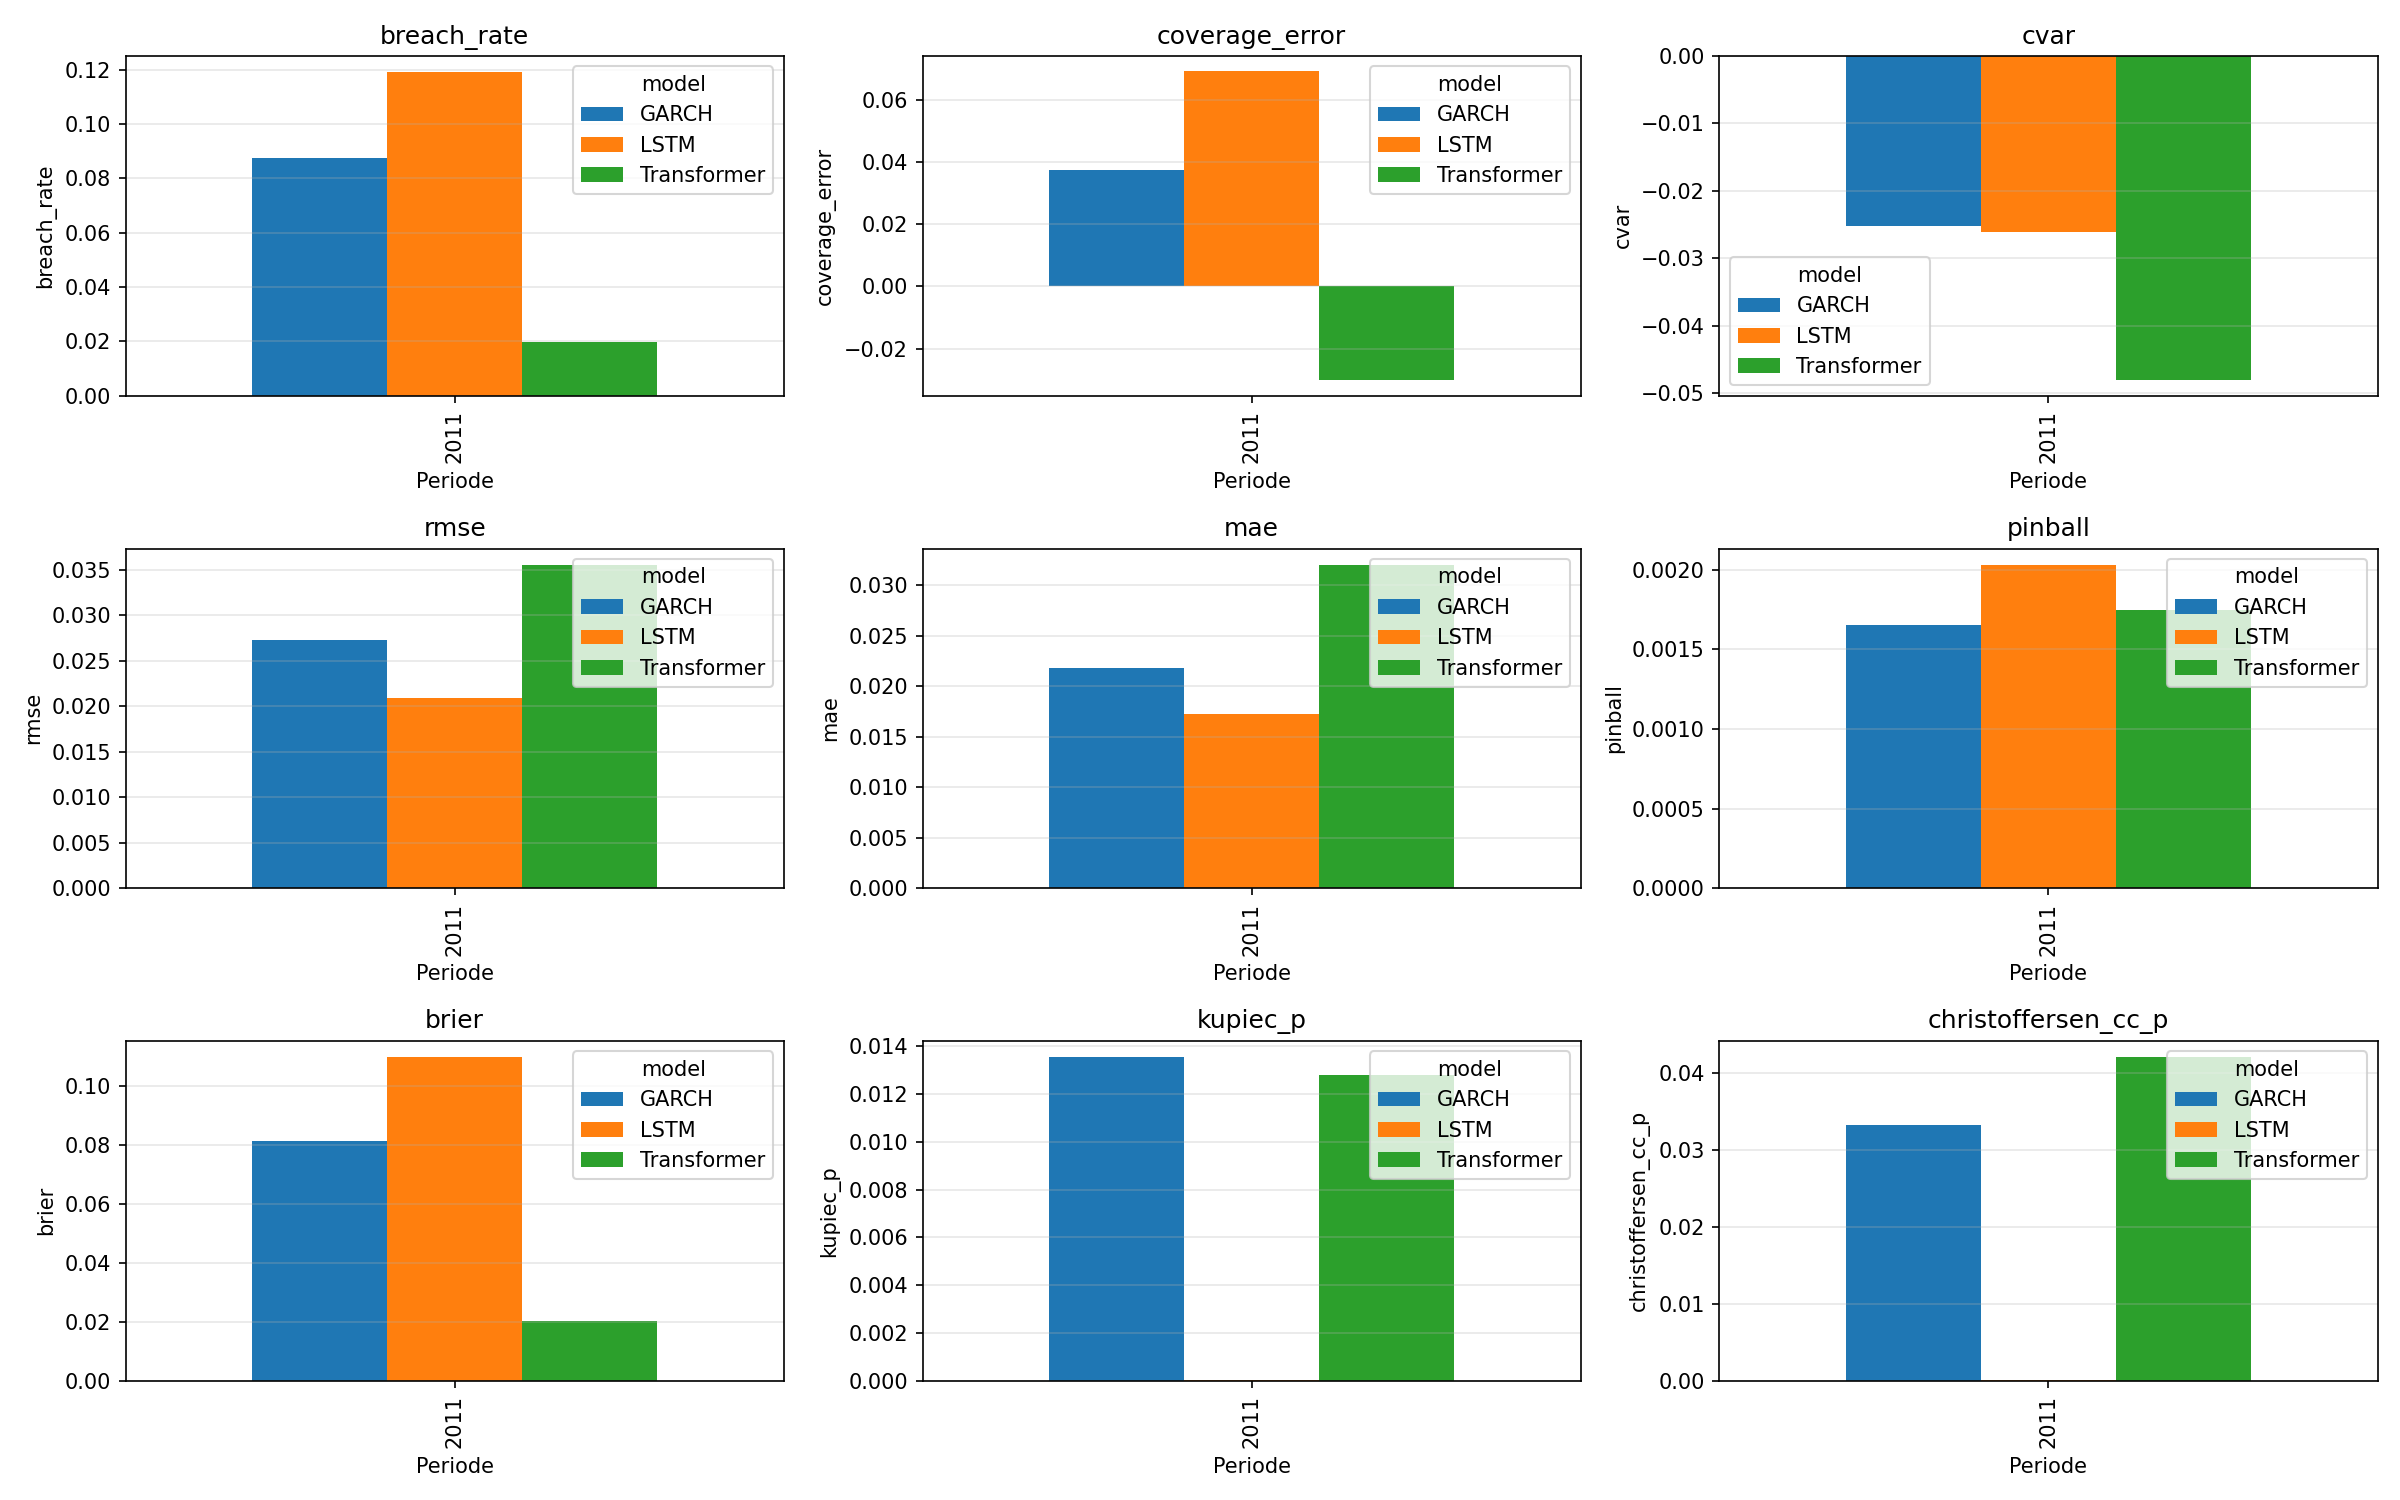 breach_rate
coverage_error
cvar
0.12
0.10
0.08
0.06
0.04
0.02
0.00
breach_rate
model
GARCH
LSTM
Transformer
2011
Periode
0.06
0.04
0.02
0.00
−0.02
coverage_error
model
GARCH
LSTM
Transformer
2011
Periode
0.00
−0.01
−0.02
−0.03
−0.04
−0.05
cvar
model
GARCH
LSTM
Transformer
2011
Periode
rmse
mae
pinball
0.035
0.030
0.025
0.020
0.015
0.010
0.005
0.000
rmse
model
GARCH
LSTM
Transformer
2011
Periode
0.030
0.025
0.020
0.015
0.010
0.005
0.000
mae
model
GARCH
LSTM
Transformer
2011
Periode
0.0020
0.0015
0.0010
0.0005
0.0000
pinball
model
GARCH
LSTM
Transformer
2011
Periode
brier
kupiec_p
christoffersen_cc_p
0.10
0.08
0.06
0.04
0.02
0.00
brier
model
GARCH
LSTM
Transformer
2011
Periode
0.014
0.012
0.010
0.008
0.006
0.004
0.002
0.000
kupiec_p
model
GARCH
LSTM
Transformer
2011
Periode
0.04
0.03
0.02
0.01
0.00
christoffersen_cc_p
model
GARCH
LSTM
Transformer
2011
Periode